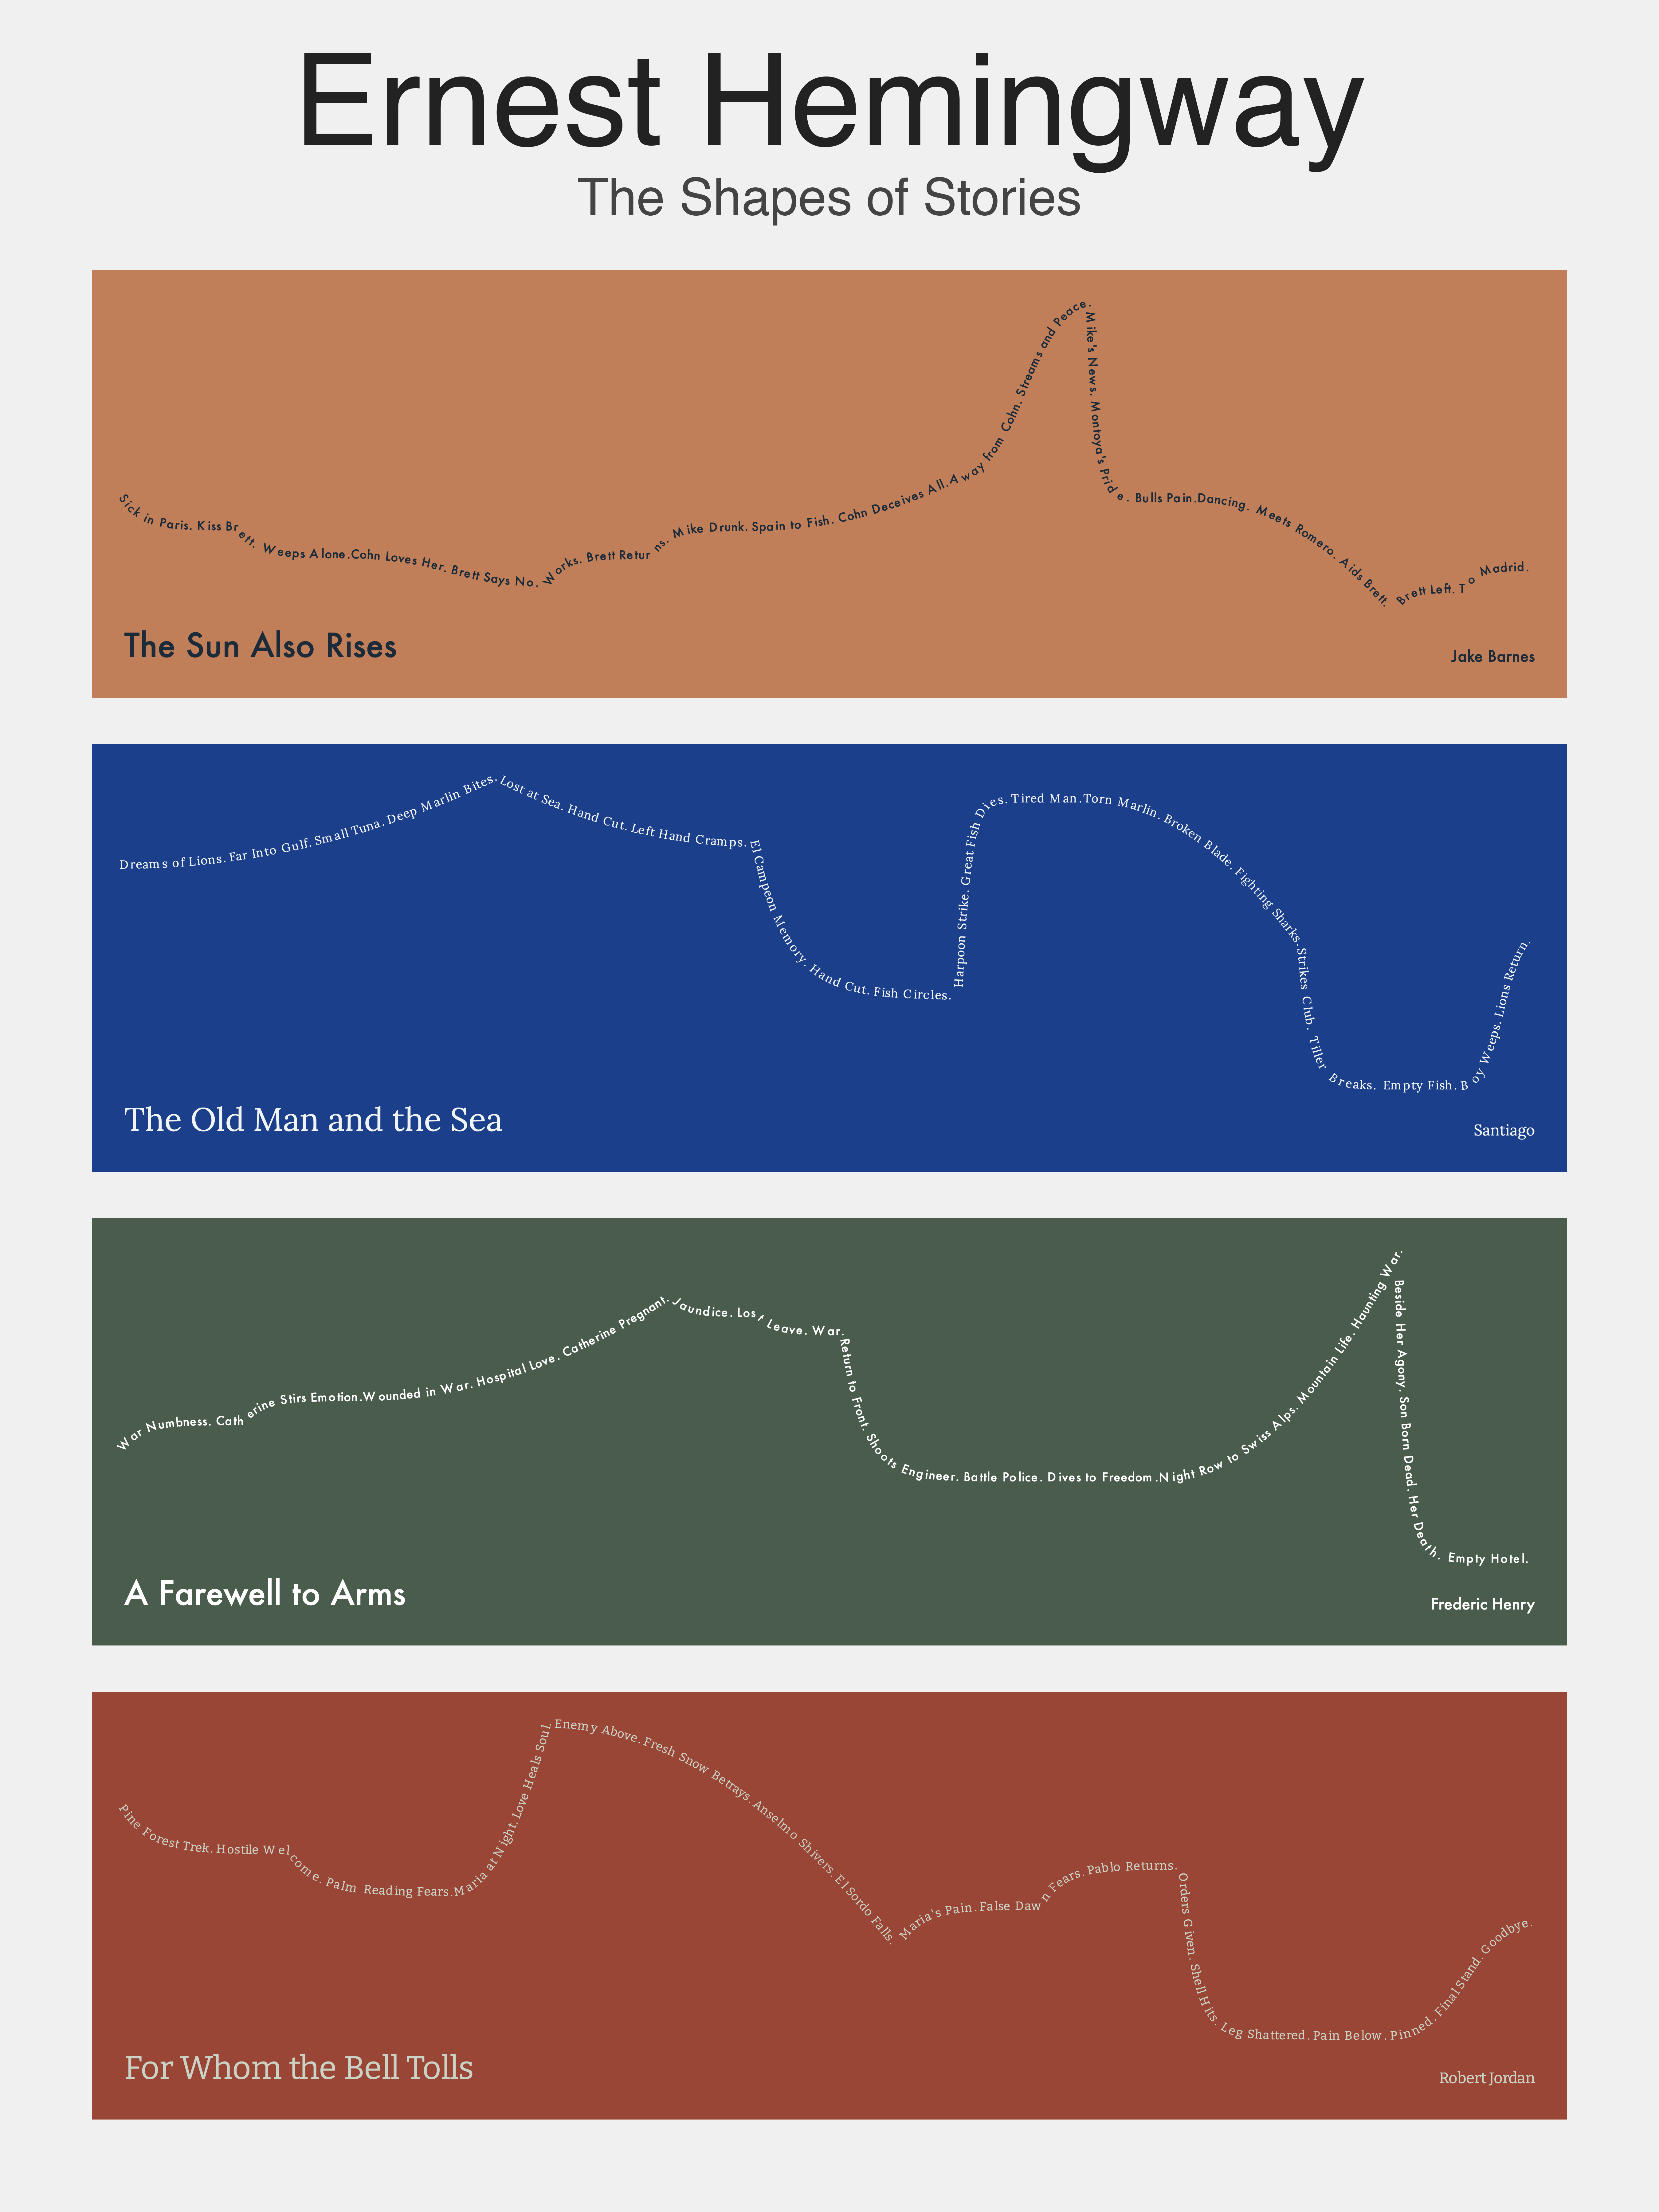 Ernest Hemingway
The Shapes of Stories
Sick in Paris. Kiss Brett. Weeps Alone.Cohn Loves Her. Brett Says No. Works. Brett Returns. Mike Drunk. Spain to Fish. Cohn Deceives All.Away from Cohn. Streams and Peace. Mike's News. Montoya's Pride. Bulls Pain.Dancing. Meets Romero. Aids Brett. Brett Left. To Madrid.
The Sun Also Rises
Jake Barnes
Dreams of Lions. Far Into Gulf. Small Tuna. Deep Marlin Bites. Lost at Sea. Hand Cut. Left Hand Cramps. El Campeon Memory. Hand Cut. Fish Circles. Harpoon Strike. Great Fish Dies. Tired Man.Torn Marlin. Broken Blade. Fighting Sharks. Strikes Club. Tiller Breaks. Empty Fish. Boy Weeps. Lions Return.
The Old Man and the Sea
Santiago
War Numbness. Catherine Stirs Emotion.Wounded in War. Hospital Love. Catherine Pregnant. Jaundice. Lost Leave. War. Return to Front. Shoots Engineer. Battle Police. Dives to Freedom.Night Row to Swiss Alps. Mountain Life. Haunting War. Beside Her Agony. Son Born Dead. Her Death. Empty Hotel.
A Farewell to Arms
Frederic Henry
Pine Forest Trek. Hostile Welcome. Palm Reading Fears.Maria at Night. Love Heals Soul. Enemy Above. Fresh Snow Betrays. Anselmo Shivers. El Sordo Falls. Maria's Pain. False Dawn Fears. Pablo Returns. Orders Given. Shell Hits. Leg Shattered. Pain Below. Pinned. Final Stand. Goodbye.
For Whom the Bell Tolls
Robert Jordan